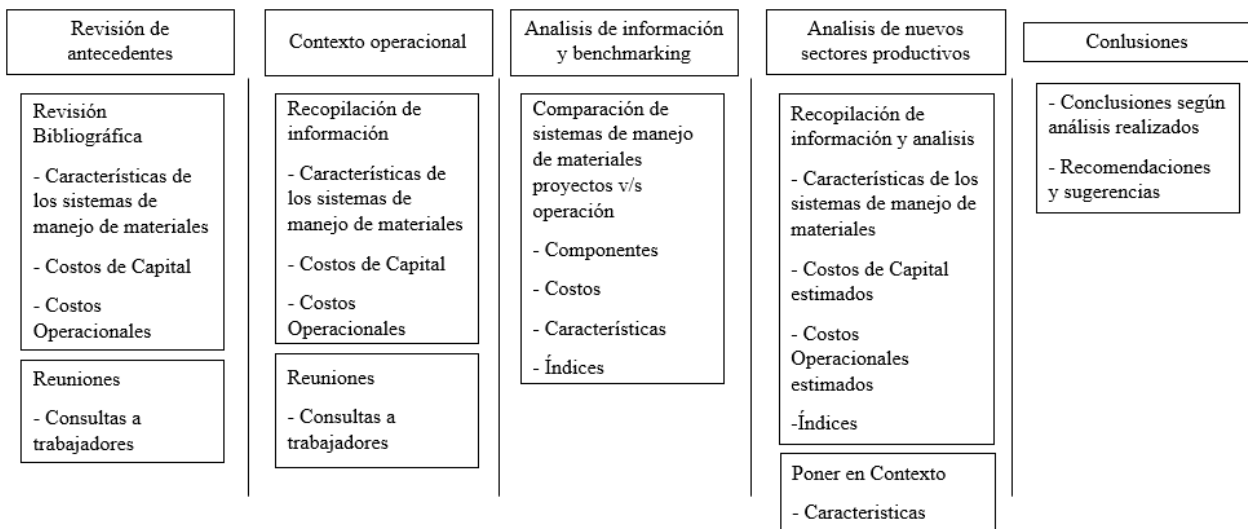 Revisión de
antecedentes
Revisión
Bibliográfica
- Características de
los sistemas de
manejo de materiales
- Costos de Capital
- Costos
Operacionales
Reuniones
- Consultas a
trabajadores
Contexto operacional
Recopilación de
información
- Características de
los sistemas de
manejo de materiales
- Costos de Capital
- Costos
Operacionales
Reuniones
- Consultas a
trabajadores
Analisis de información
y benchmarking
Comparación de
sistemas de manejo
de materiales
proyectos v/s
operación
- Componentes
- Costos
- Características
- Índices
Analisis de nuevos
sectores productivos
Recopilación de
información y analisis
- Características de los
sistemas de manejo de
materiales
- Costos de Capital
estimados
- Costos
Operacionales
estimados
-Índices
Poner en Contexto
- Caracteristicas
Conlusiones
- Conclusiones según
análisis realizados
- Recomendaciones
y sugerencias